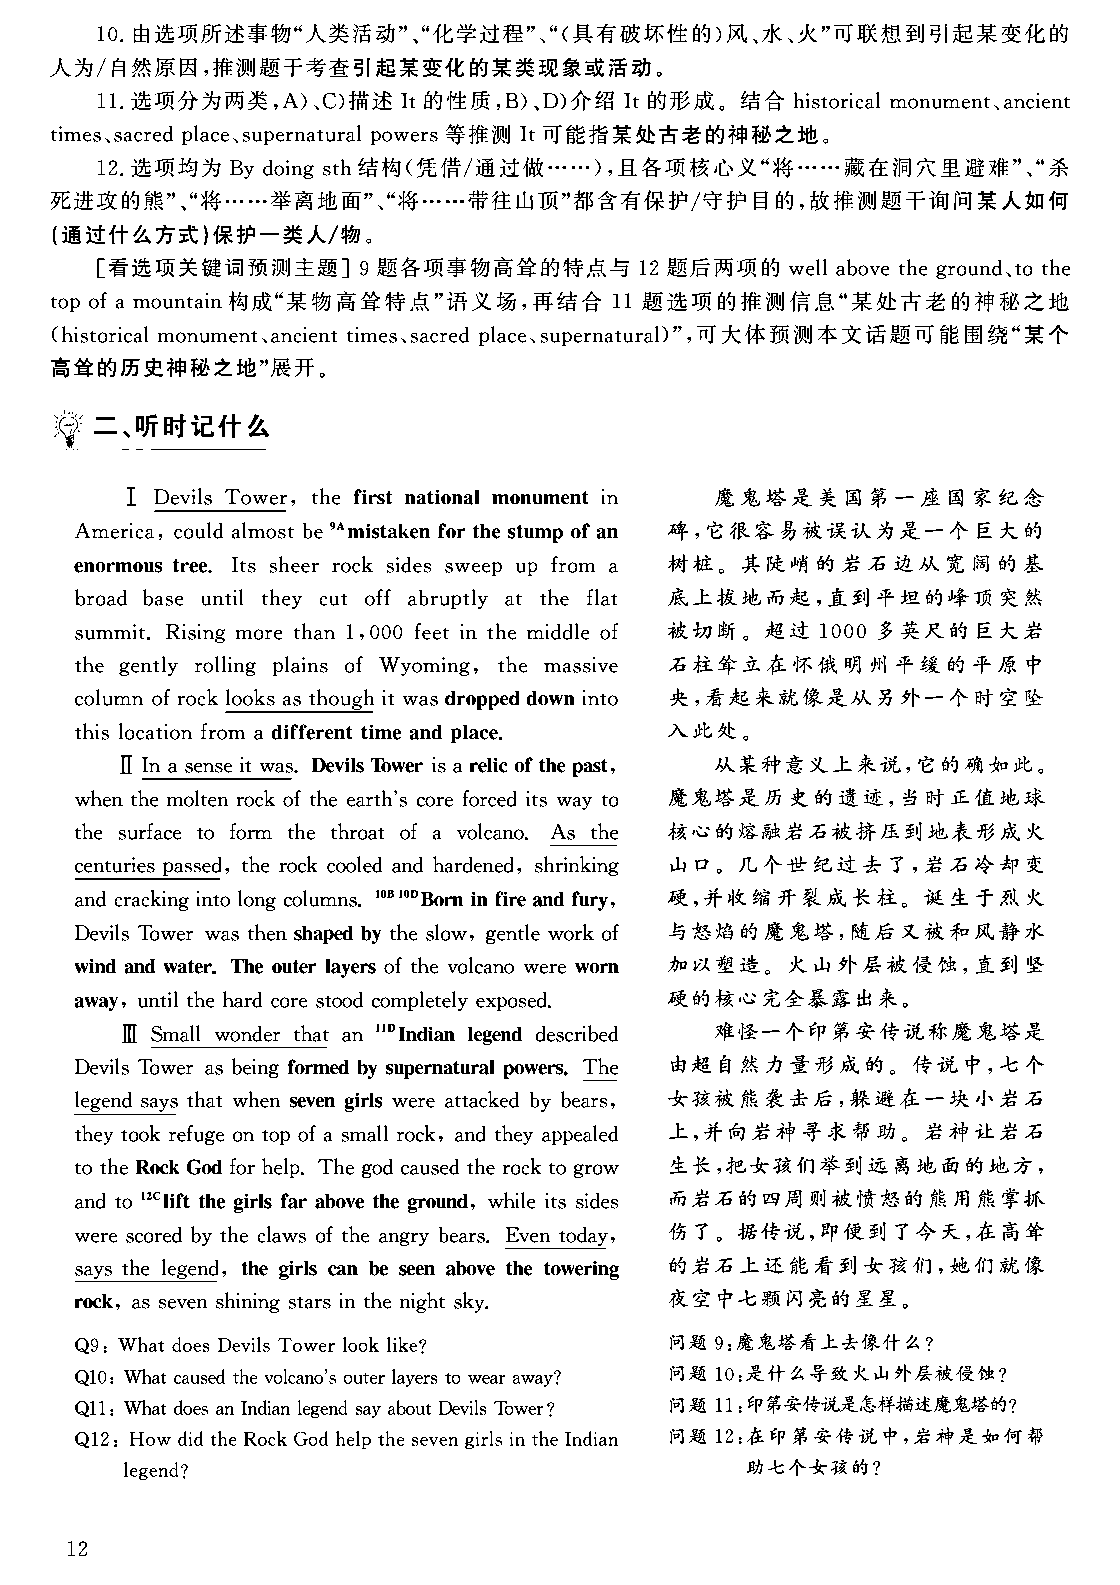 10. 由选项所述事物“人类活动”、“化学过程”、“(具有破坏性的)风、水、火”可联想到引起某变化的
人为/自然原因,推测题于考查引起某变化的某类现象或活动。
11. 选项分为两类,A)、C)描述 It 的性质,B)、D)介绍 It 的形成。结合 historical monument、ancient
times、sacred place、supernatural powers 等推测 It 可能指某处古老的神秘之地。
12. 选项均为 By doing sth 结构(凭借/通过做……),且各项核心义“将……藏在洞穴里避难”、“杀
死进攻的熊”、“将……举离地面”、“将……带往山顶”都含有保护/守护目的,故推测题干询问某人如何
(通过什么方式)保护一类人/物。
[看选项关键词预测主题] 9 题各项事物高耸的特点与 12 题后两项的 well above the ground、to the
top of a mountain 构成“某物高耸特点”语义场,再结合 11 题选项的推测信息“某处古老的神秘之地
(historical monument、ancient times、sacred place、supernatural)”,可大体预测本文话题可能围绕“某个
高耸的历史神秘之地”展开。
二、听时记什么
Ⅰ Devils Tower, the first national monument in
America, could almost be 9Amistaken for the stump of an
enormous tree. Its sheer rock sides sweep up from a
broad base until they cut off abruptly at the flat
summit. Rising more than 1,000 feet in the middle of
the gently rolling plains of Wyoming, the massive
column of rock looks as though it was dropped down into
this location from a different time and place.
Ⅱ In a sense it was. Devils Tower is a relic of the past,
when the molten rock of the earth's core forced its way to
the surface to form the throat of a volcano. As the
centuries passed, the rock cooled and hardened, shrinking
and cracking into long columns. 10B 10DBorn in fire and fury,
Devils Tower was then shaped by the slow, gentle work of
wind and water. The outer layers of the volcano were worn
away, until the hard core stood completely exposed.
Ⅲ Small wonder that an 11DIndian legend described
Devils Tower as being formed by supernatural powers. The
legend says that when seven girls were attacked by bears,
they took refuge on top of a small rock, and they appealed
to the Rock God for help. The god caused the rock to grow
and to 12Clift the girls far above the ground, while its sides
were scored by the claws of the angry bears. Even today,
says the legend, the girls can be seen above the towering
rock, as seven shining stars in the night sky.
Q9: What does Devils Tower look like?
Q10: What caused the volcano's outer layers to wear away?
Q11: What does an Indian legend say about Devils Tower?
Q12: How did the Rock God help the seven girls in the Indian
legend?
魔鬼塔是美国第一座国家纪念
碑,它很容易被误认为是一个巨大的
树桩。其陡峭的岩石边从宽阔的基
底上拔地而起,直到平坦的峰顶突然
被切断。超过 1000 多英尺的巨大岩
石柱耸立在怀俄明州平缓的平原中
央,看起来就像是从另外一个时空坠
入此处。
从某种意义上来说,它的确如此。
魔鬼塔是历史的遗迹,当时正值地球
核心的熔融岩石被挤压到地表形成火
山口。几个世纪过去了,岩石冷却变
硬,并收缩开裂成长柱。诞生于烈火
与怒焰的魔鬼塔,随后又被和风静水
加以塑造。火山外层被侵蚀,直到坚
硬的核心完全暴露出来。
难怪一个印第安传说称魔鬼塔是
由超自然力量形成的。传说中,七个
女孩被熊袭击后,躲避在一块小岩石
上,并向岩神寻求帮助。岩神让岩石
生长,把女孩们举到远离地面的地方,
而岩石的四周则被愤怒的熊用熊掌抓
伤了。据传说,即便到了今天,在高耸
的岩石上还能看到女孩们,她们就像
夜空中七颗闪亮的星星。
问题 9:魔鬼塔看上去像什么?
问题 10:是什么导致火山外层被侵蚀?
问题 11:印第安传说是怎样描述魔鬼塔的?
问题 12:在印第安传说中,岩神是如何帮
助七个女孩的?
12